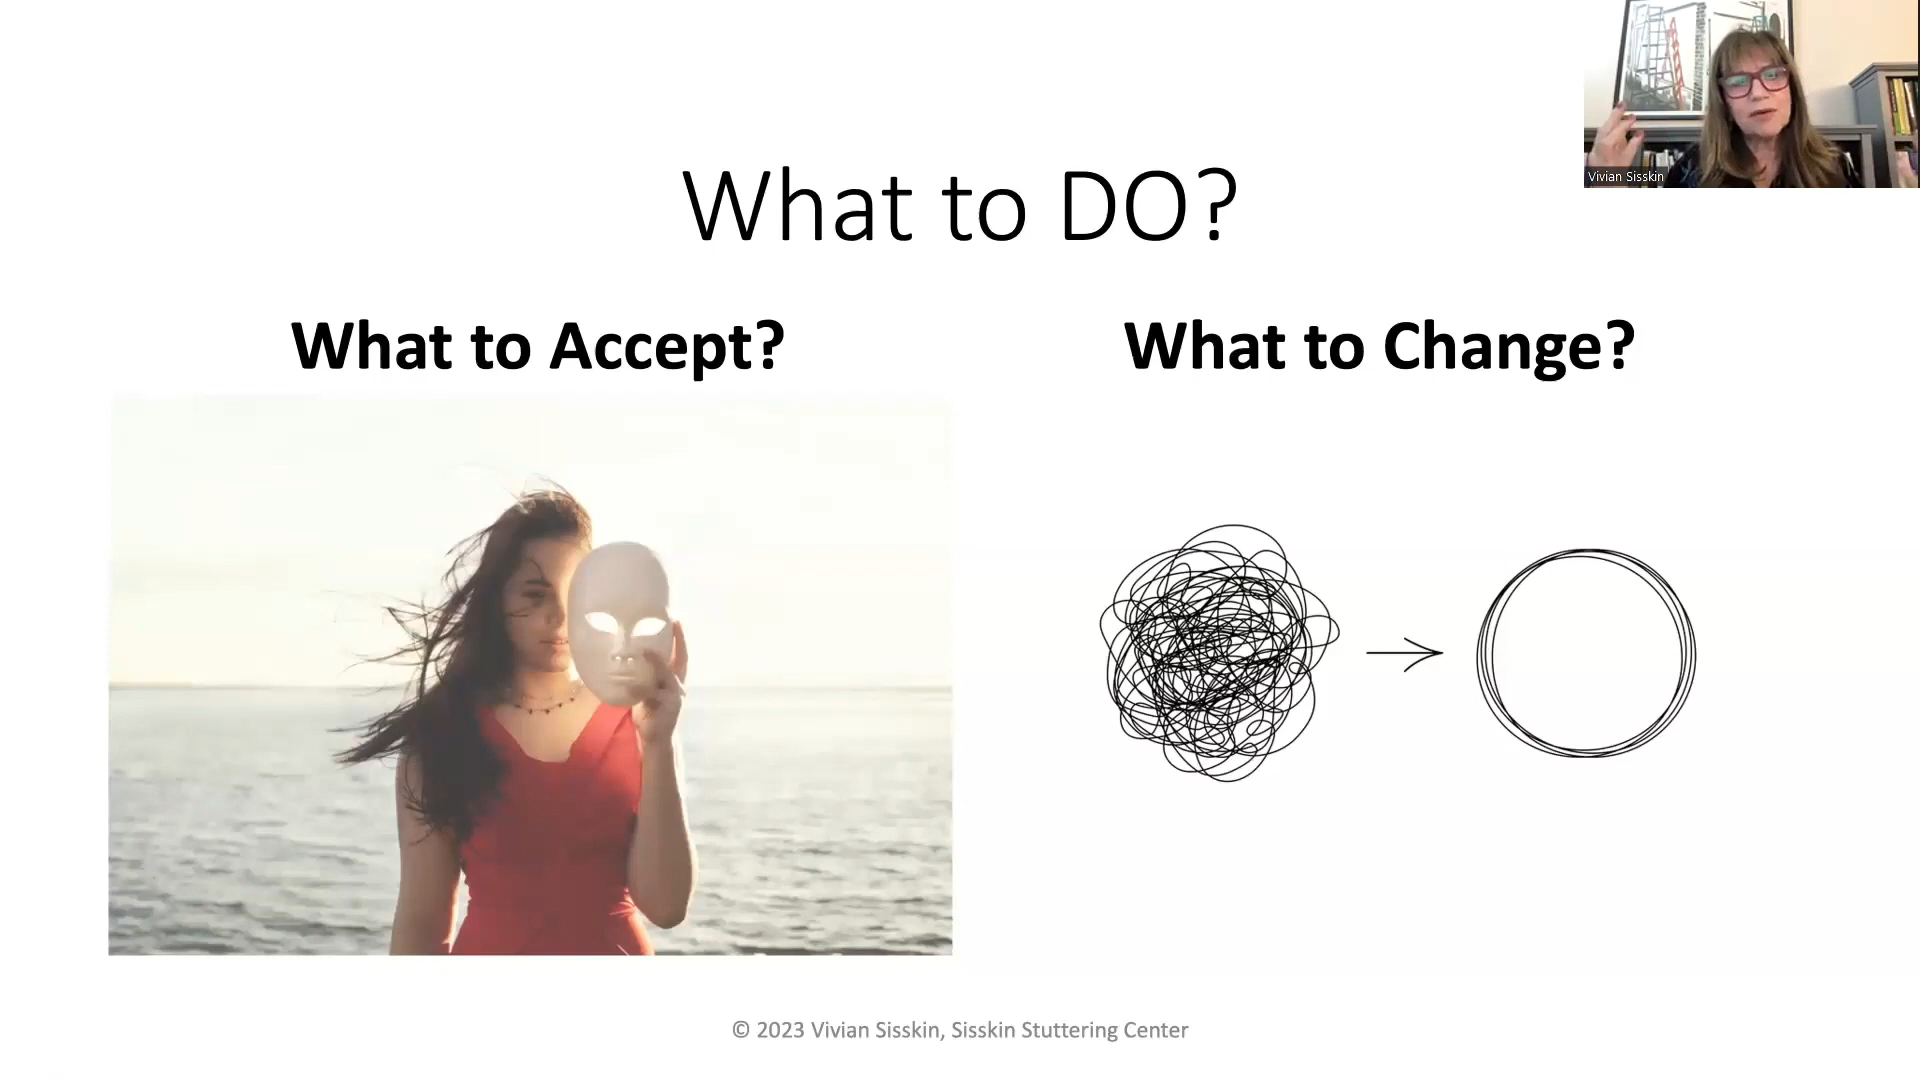 Vivian Sisskin
What to DO?
What to Accept?
What to Change?
© 2023 Vivian Sisskin, Sisskin Stuttering Center